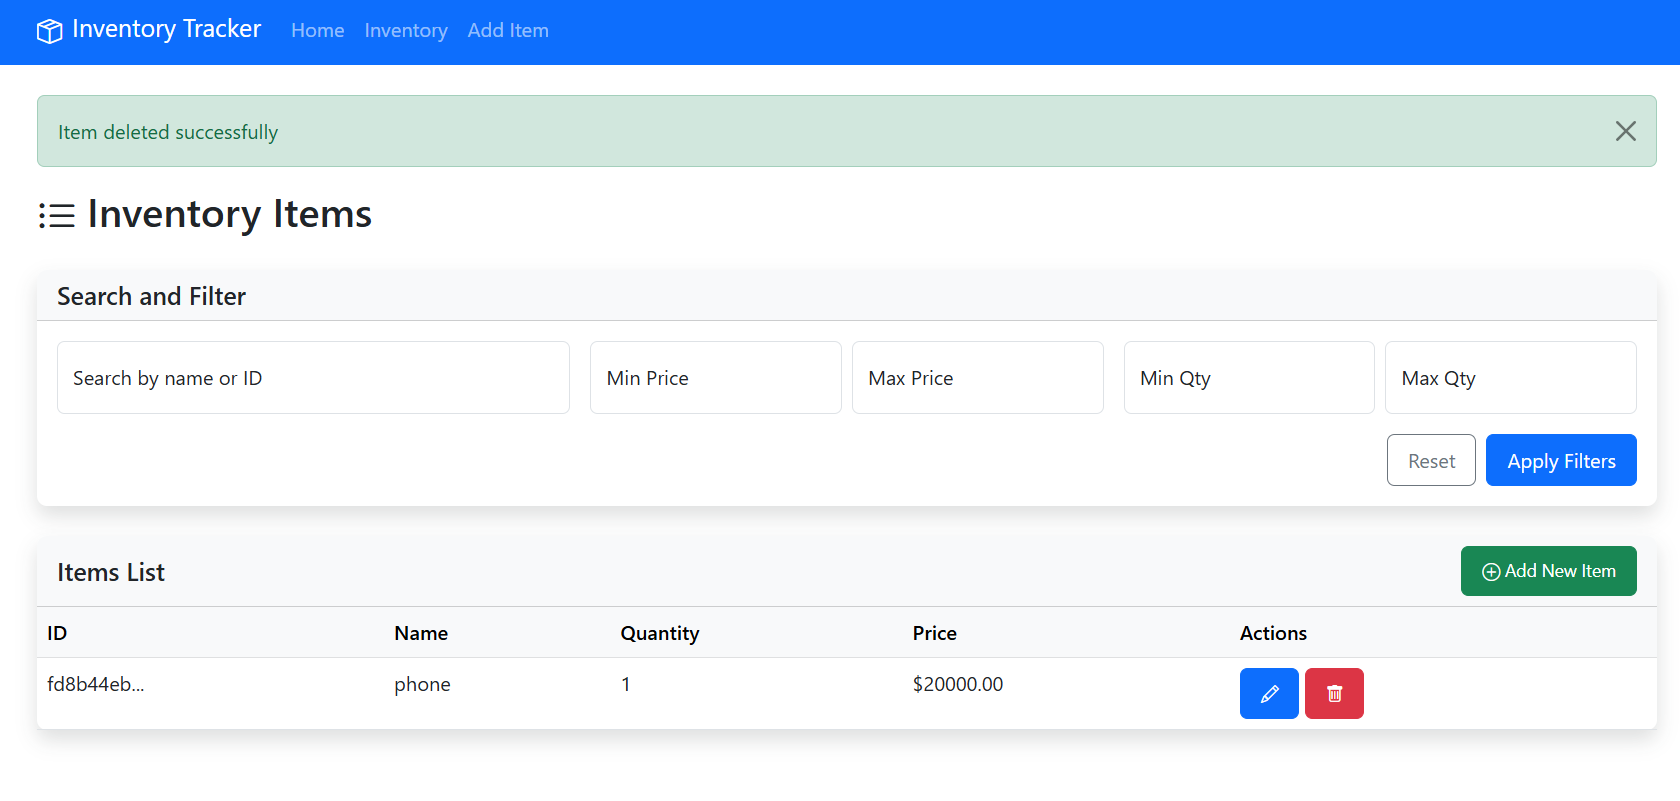 Inventory Tracker Home Inventory Add Item
Item deleted successfully
Inventory Items
Search and Filter
Search by name or ID Min Price Max Price Min Qty Max Qty
Reset Apply Filters
Items List Add New Item
ID Name Quantity Price Actions
fd8b44eb... phone 1 $20000.00